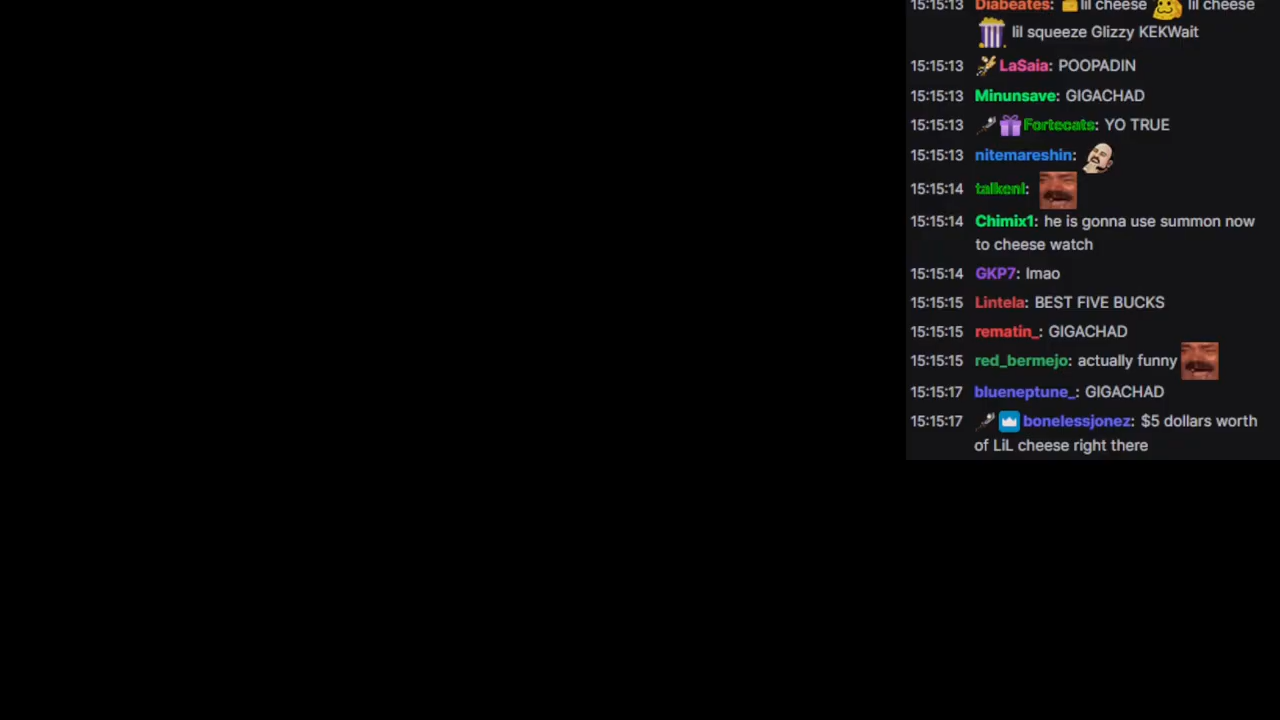 15:15:13 Diabeates: lil cheese lil cheese
lil squeeze Glizzy KEKWait
15:15:13 LaSaia: POOPADIN
15:15:13 Minunsave: GIGACHAD
15:15:13 Fortecats: YO TRUE
15:15:13 nitemareshin:
15:15:14 talkenl:
15:15:14 Chimix1: he is gonna use summon now
to cheese watch
15:15:14 GKP7: lmao
15:15:15 Lintela: BEST FIVE BUCKS
15:15:15 rematin_: GIGACHAD
15:15:15 red_bermejo: actually funny
15:15:17 blueneptune_: GIGACHAD
15:15:17 bonelessjonez: $5 dollars worth
of LiL cheese right there